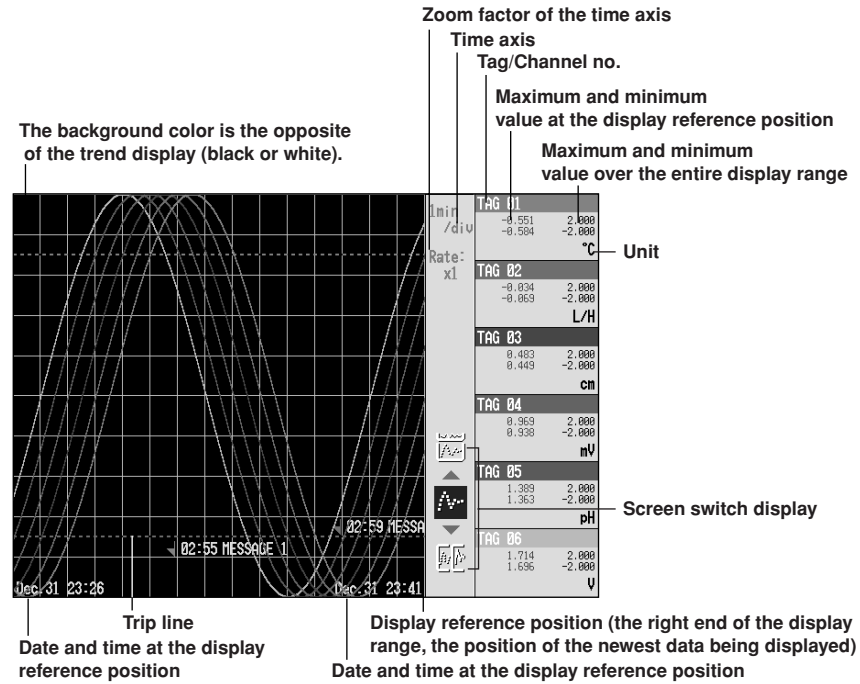 Zoom factor of the time axis
Time axis
Tag/Channel no.
Maximum and minimum
value at the display reference position
The background color is the opposite
of the trend display (black or white).
Maximum and minimum
value over the entire display range
1min
/div
Rate:
x1
TAG 01
-0.551 2.000
-0.584 -2.000
°C
Unit
TAG 02
-0.034 2.000
-0.069 -2.000
L/H
TAG 03
0.483 2.000
0.449 -2.000
cm
TAG 04
0.969 2.000
0.938 -2.000
mV
TAG 05
1.389 2.000
1.363 -2.000
pH
Screen switch display
TAG 06
1.714 2.000
1.696 -2.000
V
02:59 MESSA
02:55 MESSAGE 1
Dec.31 23:26
Dec.31 23:41
Trip line
Display reference position (the right end of the display
range, the position of the newest data being displayed)
Date and time at the display
reference position
Date and time at the display reference position